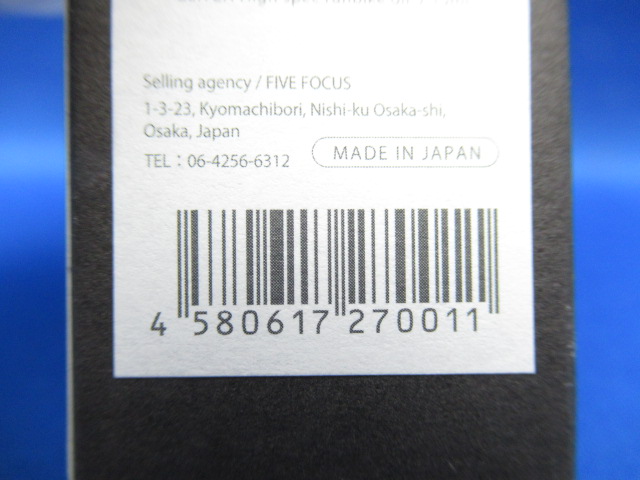 Selling agency / FIVE FOCUS
1-3-23, Kyomachibori, Nishi-ku Osaka-shi,
Osaka, Japan
TEL : 06-4256-6312
MADE IN JAPAN
4 580617 270011